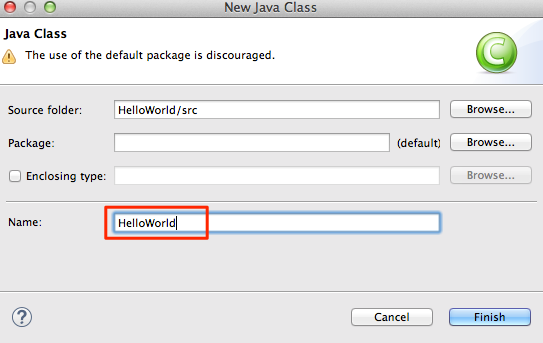 New Java Class
Java Class
The use of the default package is discouraged.
Source folder: HelloWorld/src Browse...
Package: (default) Browse...
Enclosing type: Browse...
Name: HelloWorld
? Cancel Finish